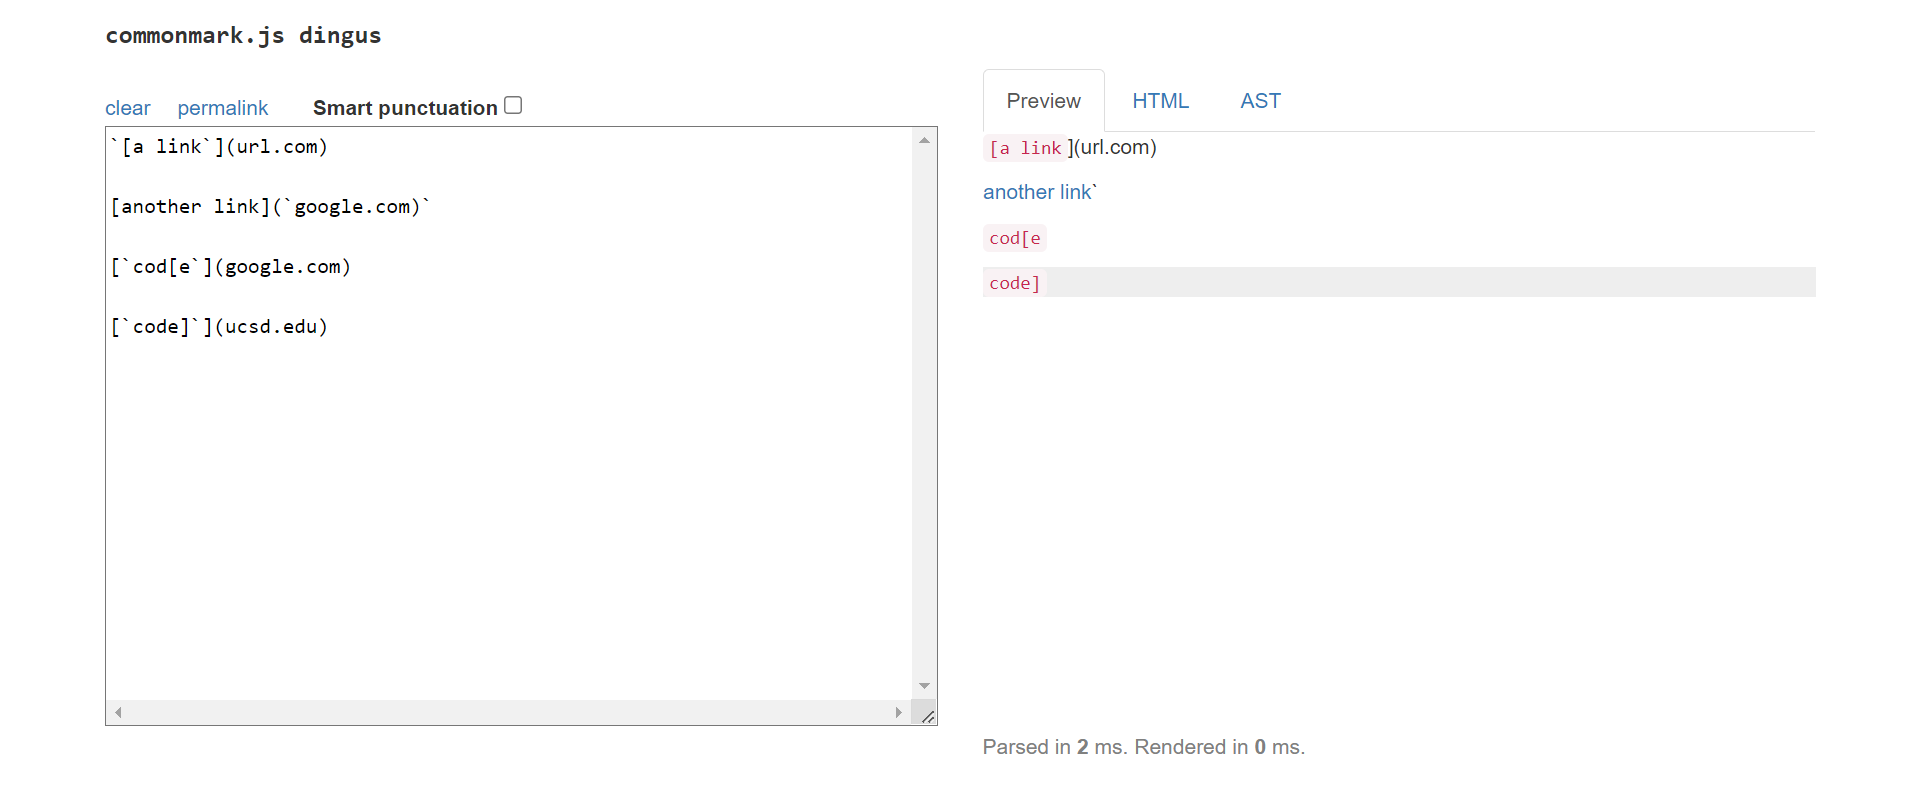 commonmark.js dingus
clear permalink Smart punctuation
`[a link`](url.com)
[another link](`google.com)`
[`cod[e`](google.com)
[`code]`](ucsd.edu)
Preview HTML AST
[a link](url.com)
another link`
cod[e
code]
Parsed in 2 ms. Rendered in 0 ms.